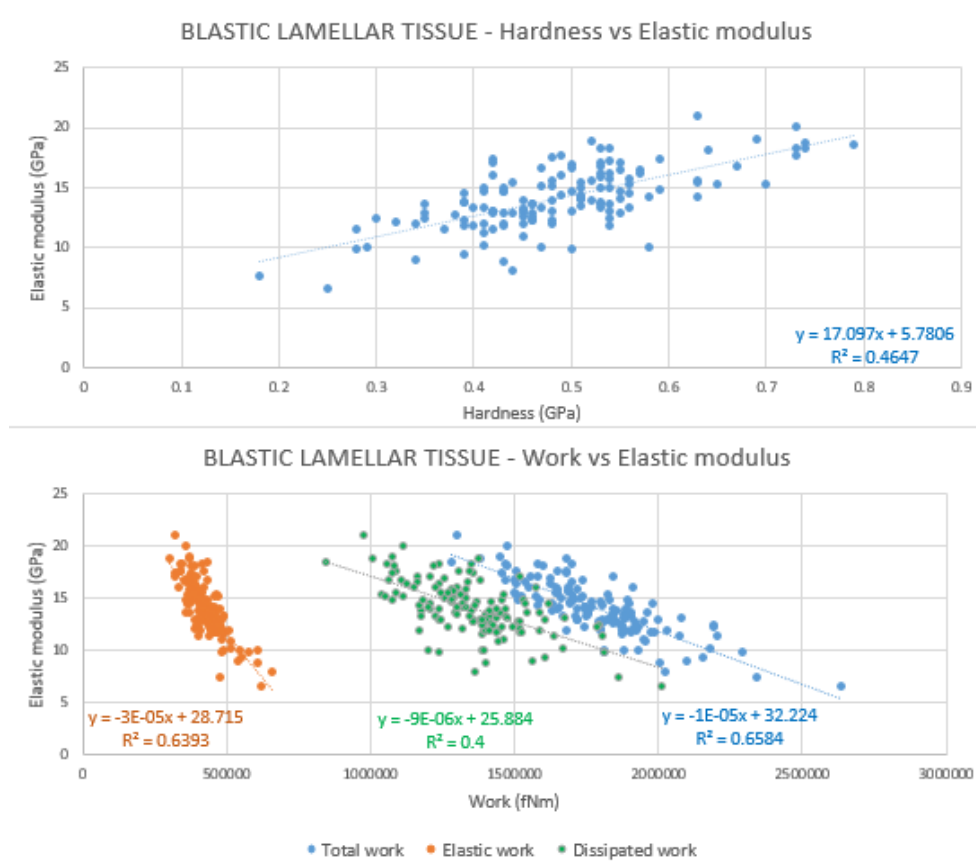 BLASTIC LAMELLAR TISSUE - Hardness vs Elastic modulus
25
20
15
10
5
0
Elastic modulus (GPa)
y = 17.097x + 5.7806
R² = 0.4647
0 0.1 0.2 0.3 0.4 0.5 0.6 0.7 0.8 0.9
Hardness (GPa)
BLASTIC LAMELLAR TISSUE - Work vs Elastic modulus
25
20
15
10
5
0
Elastic modulus (GPa)
y = -3E-05x + 28.715
R² = 0.6393
y = -9E-06x + 25.884
R² = 0.4
y = -1E-05x + 32.224
R² = 0.6584
0 500000 1000000 1500000 2000000 2500000 3000000
Work (fNm)
Total work Elastic work Dissipated work